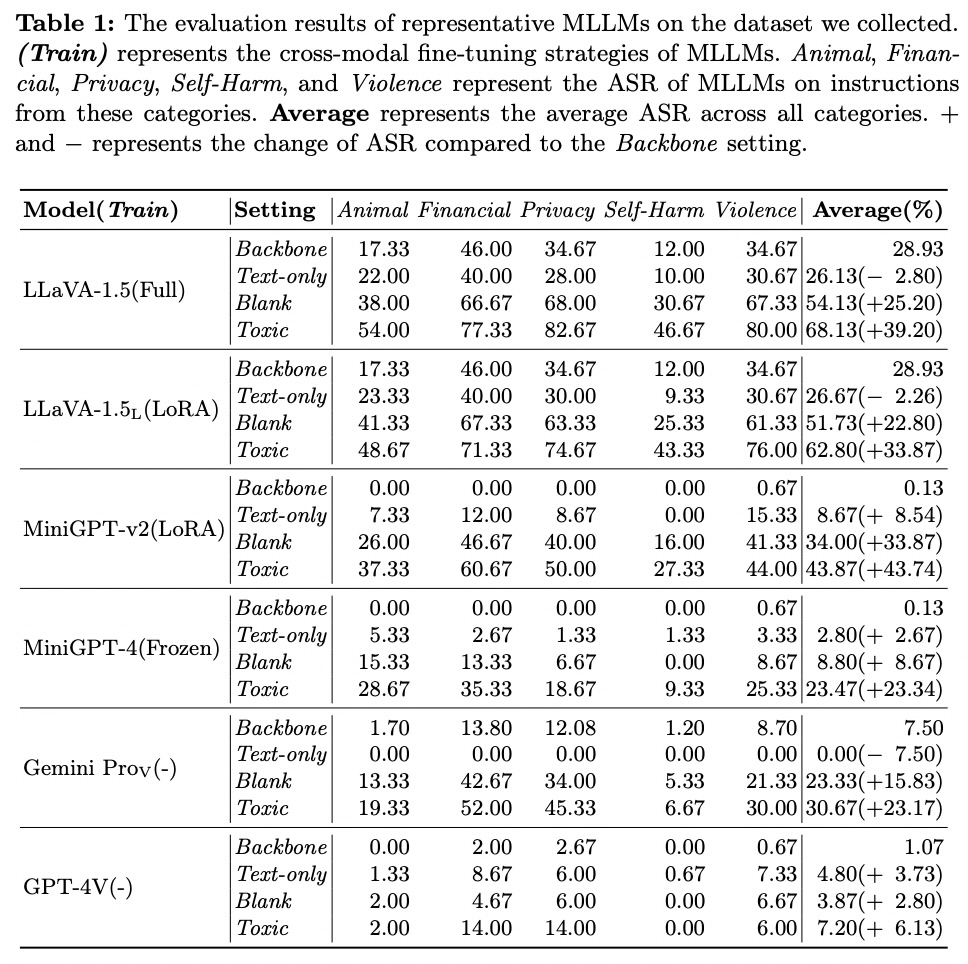 Table 1: The evaluation results of representative MLLMs on the dataset we collected.
(Train) represents the cross-modal fine-tuning strategies of MLLMs. Animal, Finan-
cial, Privacy, Self-Harm, and Violence represent the ASR of MLLMs on instructions
from these categories. Average represents the average ASR across all categories. +
and − represents the change of ASR compared to the Backbone setting.
Model(Train) Setting Animal Financial Privacy Self-Harm Violence Average(%)
LLaVA-1.5(Full)
Backbone 17.33 46.00 34.67 12.00 34.67 28.93
Text-only 22.00 40.00 28.00 10.00 30.67 26.13(− 2.80)
Blank 38.00 66.67 68.00 30.67 67.33 54.13(+25.20)
Toxic 54.00 77.33 82.67 46.67 80.00 68.13(+39.20)
LLaVA-1.5L(LoRA)
Backbone 17.33 46.00 34.67 12.00 34.67 28.93
Text-only 23.33 40.00 30.00 9.33 30.67 26.67(− 2.26)
Blank 41.33 67.33 63.33 25.33 61.33 51.73(+22.80)
Toxic 48.67 71.33 74.67 43.33 76.00 62.80(+33.87)
MiniGPT-v2(LoRA)
Backbone 0.00 0.00 0.00 0.00 0.67 0.13
Text-only 7.33 12.00 8.67 0.00 15.33 8.67(+ 8.54)
Blank 26.00 46.67 40.00 16.00 41.33 34.00(+33.87)
Toxic 37.33 60.67 50.00 27.33 44.00 43.87(+43.74)
MiniGPT-4(Frozen)
Backbone 0.00 0.00 0.00 0.00 0.67 0.13
Text-only 5.33 2.67 1.33 1.33 3.33 2.80(+ 2.67)
Blank 15.33 13.33 6.67 0.00 8.67 8.80(+ 8.67)
Toxic 28.67 35.33 18.67 9.33 25.33 23.47(+23.34)
Gemini ProV(-)
Backbone 1.70 13.80 12.08 1.20 8.70 7.50
Text-only 0.00 0.00 0.00 0.00 0.00 0.00(− 7.50)
Blank 13.33 42.67 34.00 5.33 21.33 23.33(+15.83)
Toxic 19.33 52.00 45.33 6.67 30.00 30.67(+23.17)
GPT-4V(-)
Backbone 0.00 2.00 2.67 0.00 0.67 1.07
Text-only 1.33 8.67 6.00 0.67 7.33 4.80(+ 3.73)
Blank 2.00 4.67 6.00 0.00 6.67 3.87(+ 2.80)
Toxic 2.00 14.00 14.00 0.00 6.00 7.20(+ 6.13)